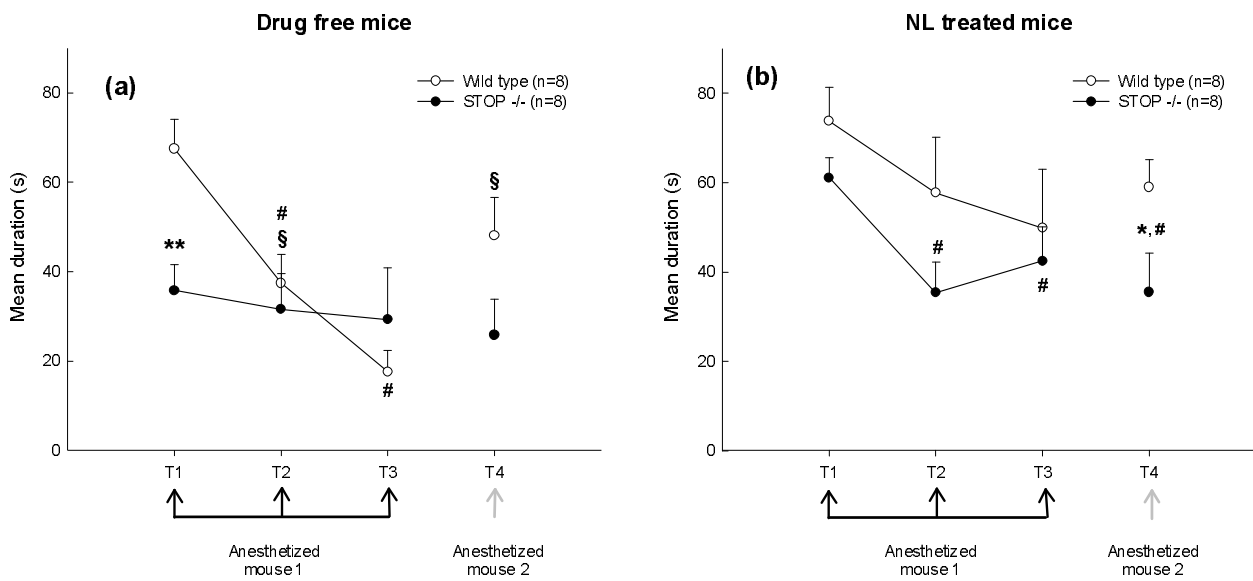 Drug free mice
(a)
Wild type (n=8)
STOP -/- (n=8)
Mean duration (s)
80
60
40
20
0
**
#
§
#
§
T1
T2
T3
T4
Anesthetized
mouse 1
Anesthetized
mouse 2
NL treated mice
(b)
Wild type (n=8)
STOP -/- (n=8)
Mean duration (s)
80
60
40
20
0
#
#
*,#
T1
T2
T3
T4
Anesthetized
mouse 1
Anesthetized
mouse 2